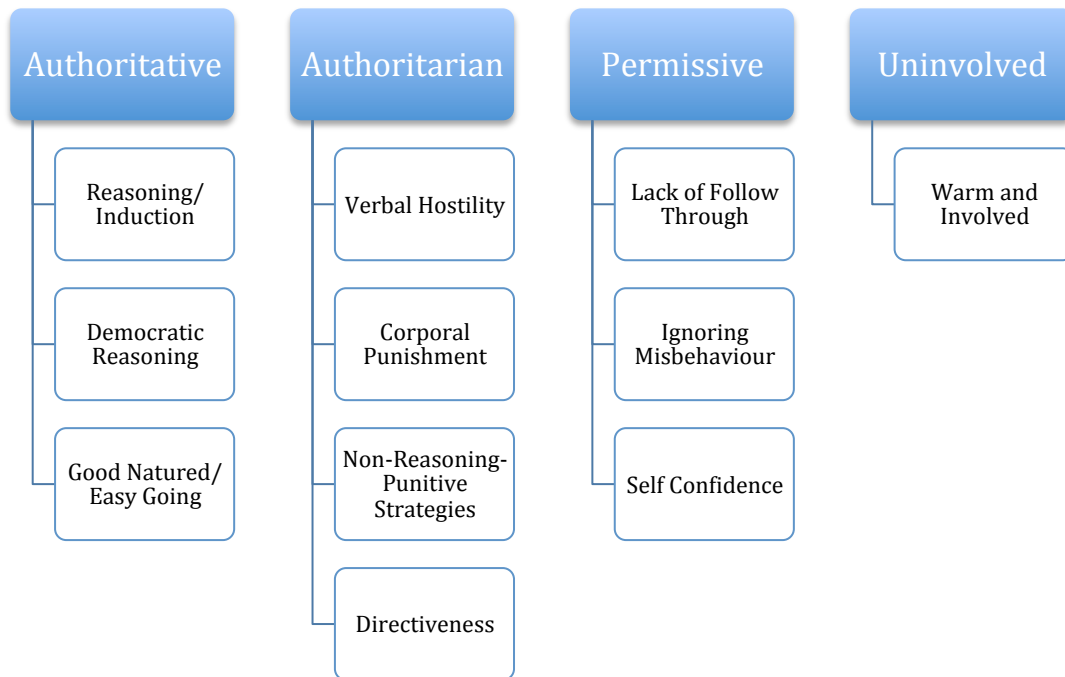 Authoritative
Reasoning/
Induction
Democratic
Reasoning
Good Natured/
Easy Going
Authoritarian
Verbal Hostility
Corporal
Punishment
Non-Reasoning-
Punitive
Strategies
Directiveness
Permissive
Lack of Follow
Through
Ignoring
Misbehaviour
Self Confidence
Uninvolved
Warm and
Involved